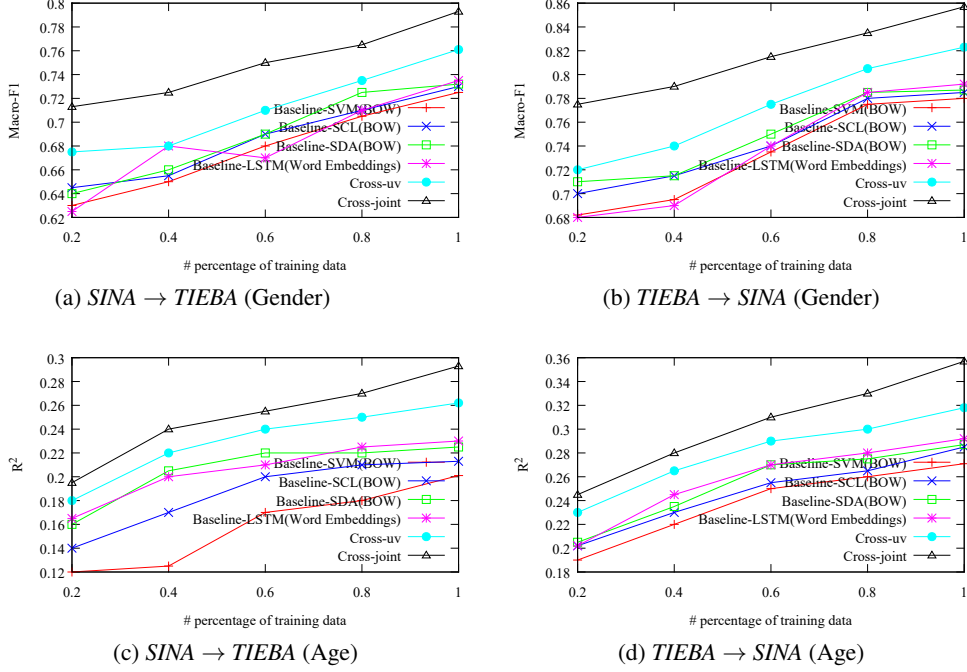 0.8
0.76
0.74
0.72
0.68
0.66
0.64
0.62
Macro-F1
0.2 0.4 0.6 0.8 1
# percentage of training data
Baseline-SVM(BOW)
Baseline-SCL(BOW)
Baseline-SDA(BOW)
Baseline-LSTM(Word Embeddings)
Cross-uv
Cross-joint
(a) SINA → TIEBA (Gender)
0.86
0.84
0.82
0.8
0.78
0.76
0.74
0.72
0.7
0.68
Macro-F1
0.2 0.4 0.6 0.8 1
# percentage of training data
Baseline-SVM(BOW)
Baseline-SCL(BOW)
Baseline-SDA(BOW)
Baseline-LSTM(Word Embeddings)
Cross-uv
Cross-joint
(b) TIEBA → SINA (Gender)
0.3
0.28
0.26
0.24
0.22
0.2
0.18
0.16
0.14
0.12
R²
0.2 0.4 0.6 0.8 1
# percentage of training data
Baseline-SVM(BOW)
Baseline-SCL(BOW)
Baseline-SDA(BOW)
Baseline-LSTM(Word Embeddings)
Cross-uv
Cross-joint
(c) SINA → TIEBA (Age)
0.36
0.34
0.32
0.3
0.28
0.26
0.24
0.22
0.2
0.18
R²
0.2 0.4 0.6 0.8 1
# percentage of training data
Baseline-SVM(BOW)
Baseline-SCL(BOW)
Baseline-SDA(BOW)
Baseline-LSTM(Word Embeddings)
Cross-uv
Cross-joint
(d) TIEBA → SINA (Age)